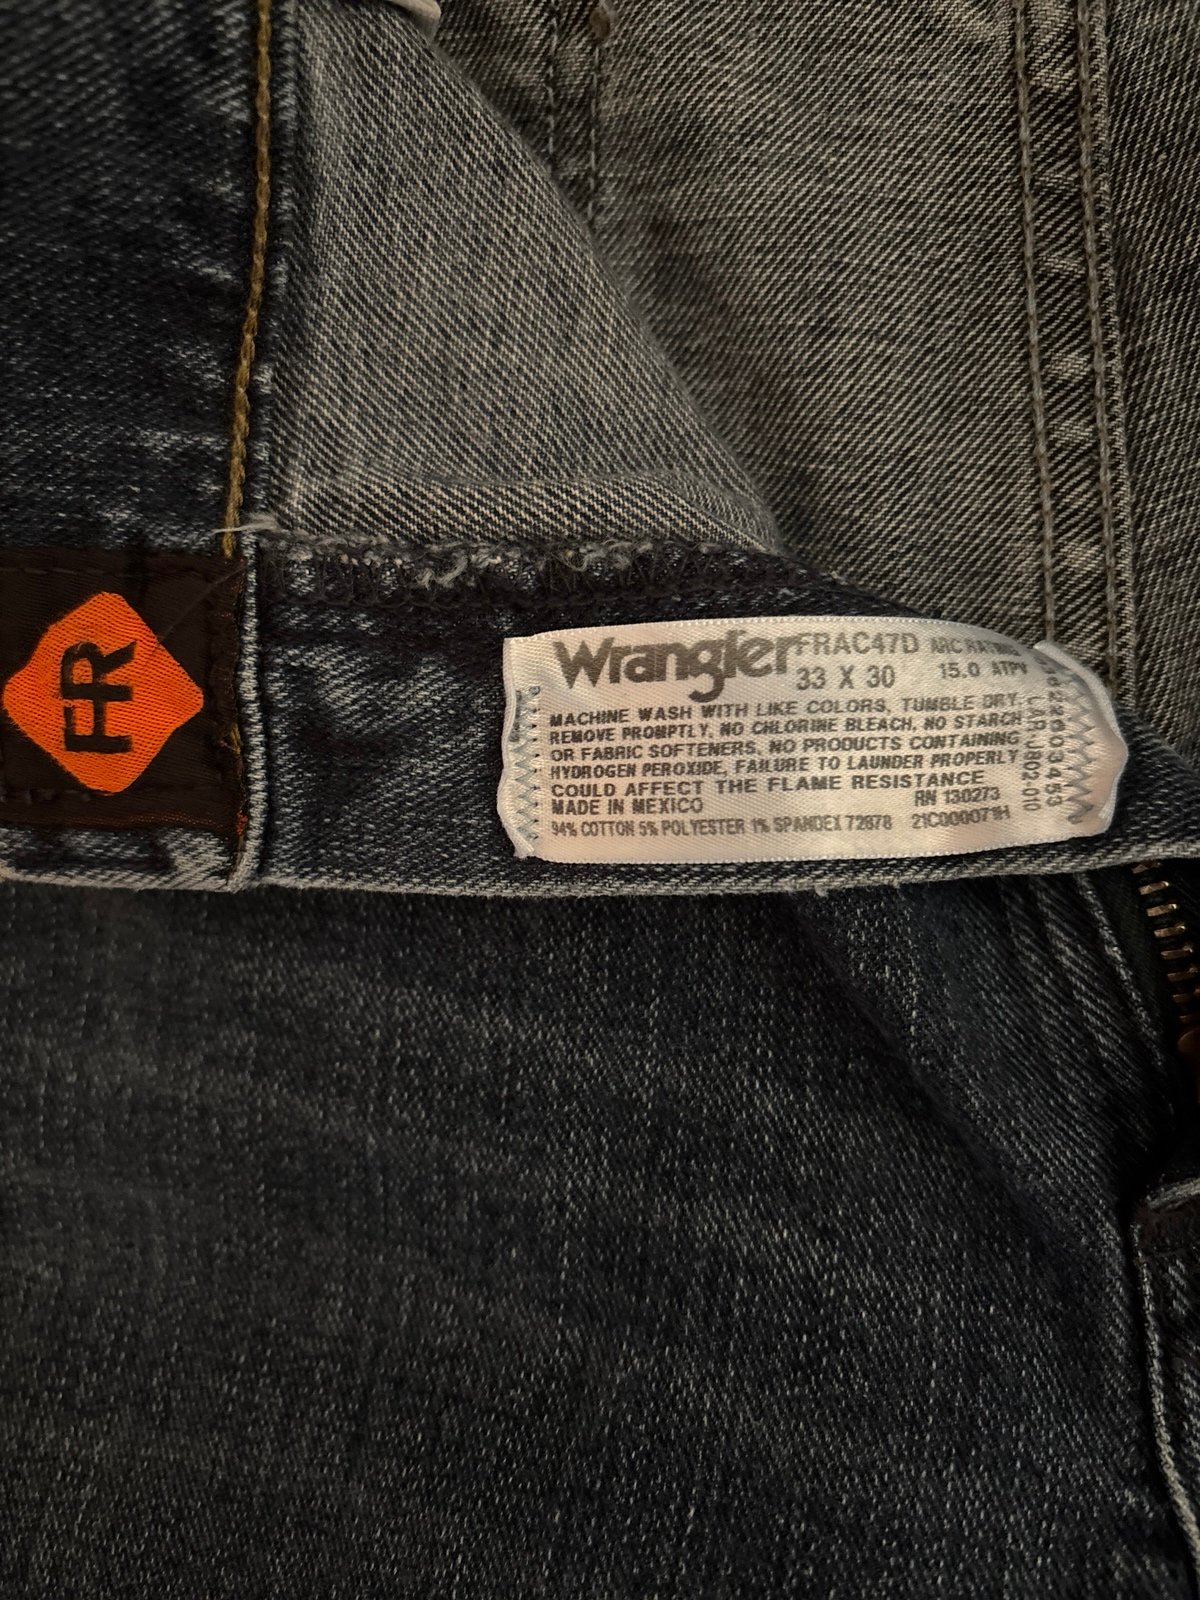 FR
Wrangler FRAC47D ARC RATING
33 X 30 15.0 ATPV
MACHINE WASH WITH LIKE COLORS, TUMBLE DRY,
REMOVE PROMPTLY, NO CHLORINE BLEACH, NO STARCH
OR FABRIC SOFTENERS, NO PRODUCTS CONTAINING
HYDROGEN PEROXIDE, FAILURE TO LAUNDER PROPERLY
COULD AFFECT THE FLAME RESISTANCE
MADE IN MEXICO RN 130273
94% COTTON 5% POLYESTER 1% SPANDEX 72878 21C000071H